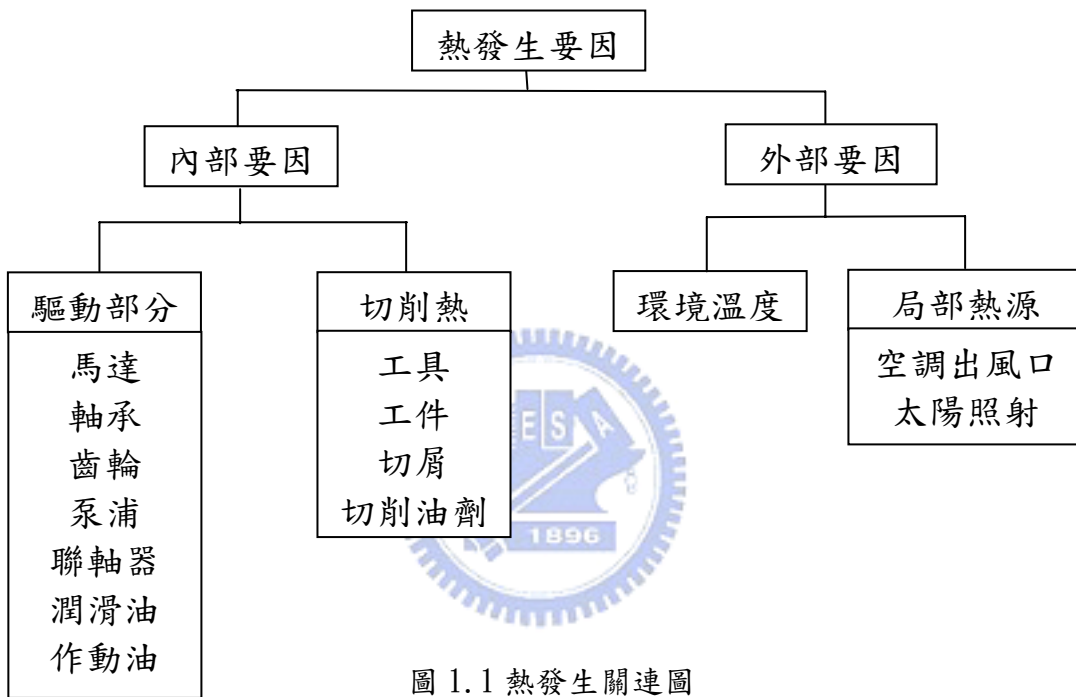 熱發生要因
內部要因
外部要因
驅動部分
馬達
軸承
齒輪
泵浦
聯軸器
潤滑油
作動油
切削熱
工具
工件
切屑
切削油劑
環境溫度
局部熱源
空調出風口
太陽照射
E S A
1896
圖 1.1 熱發生關連圖